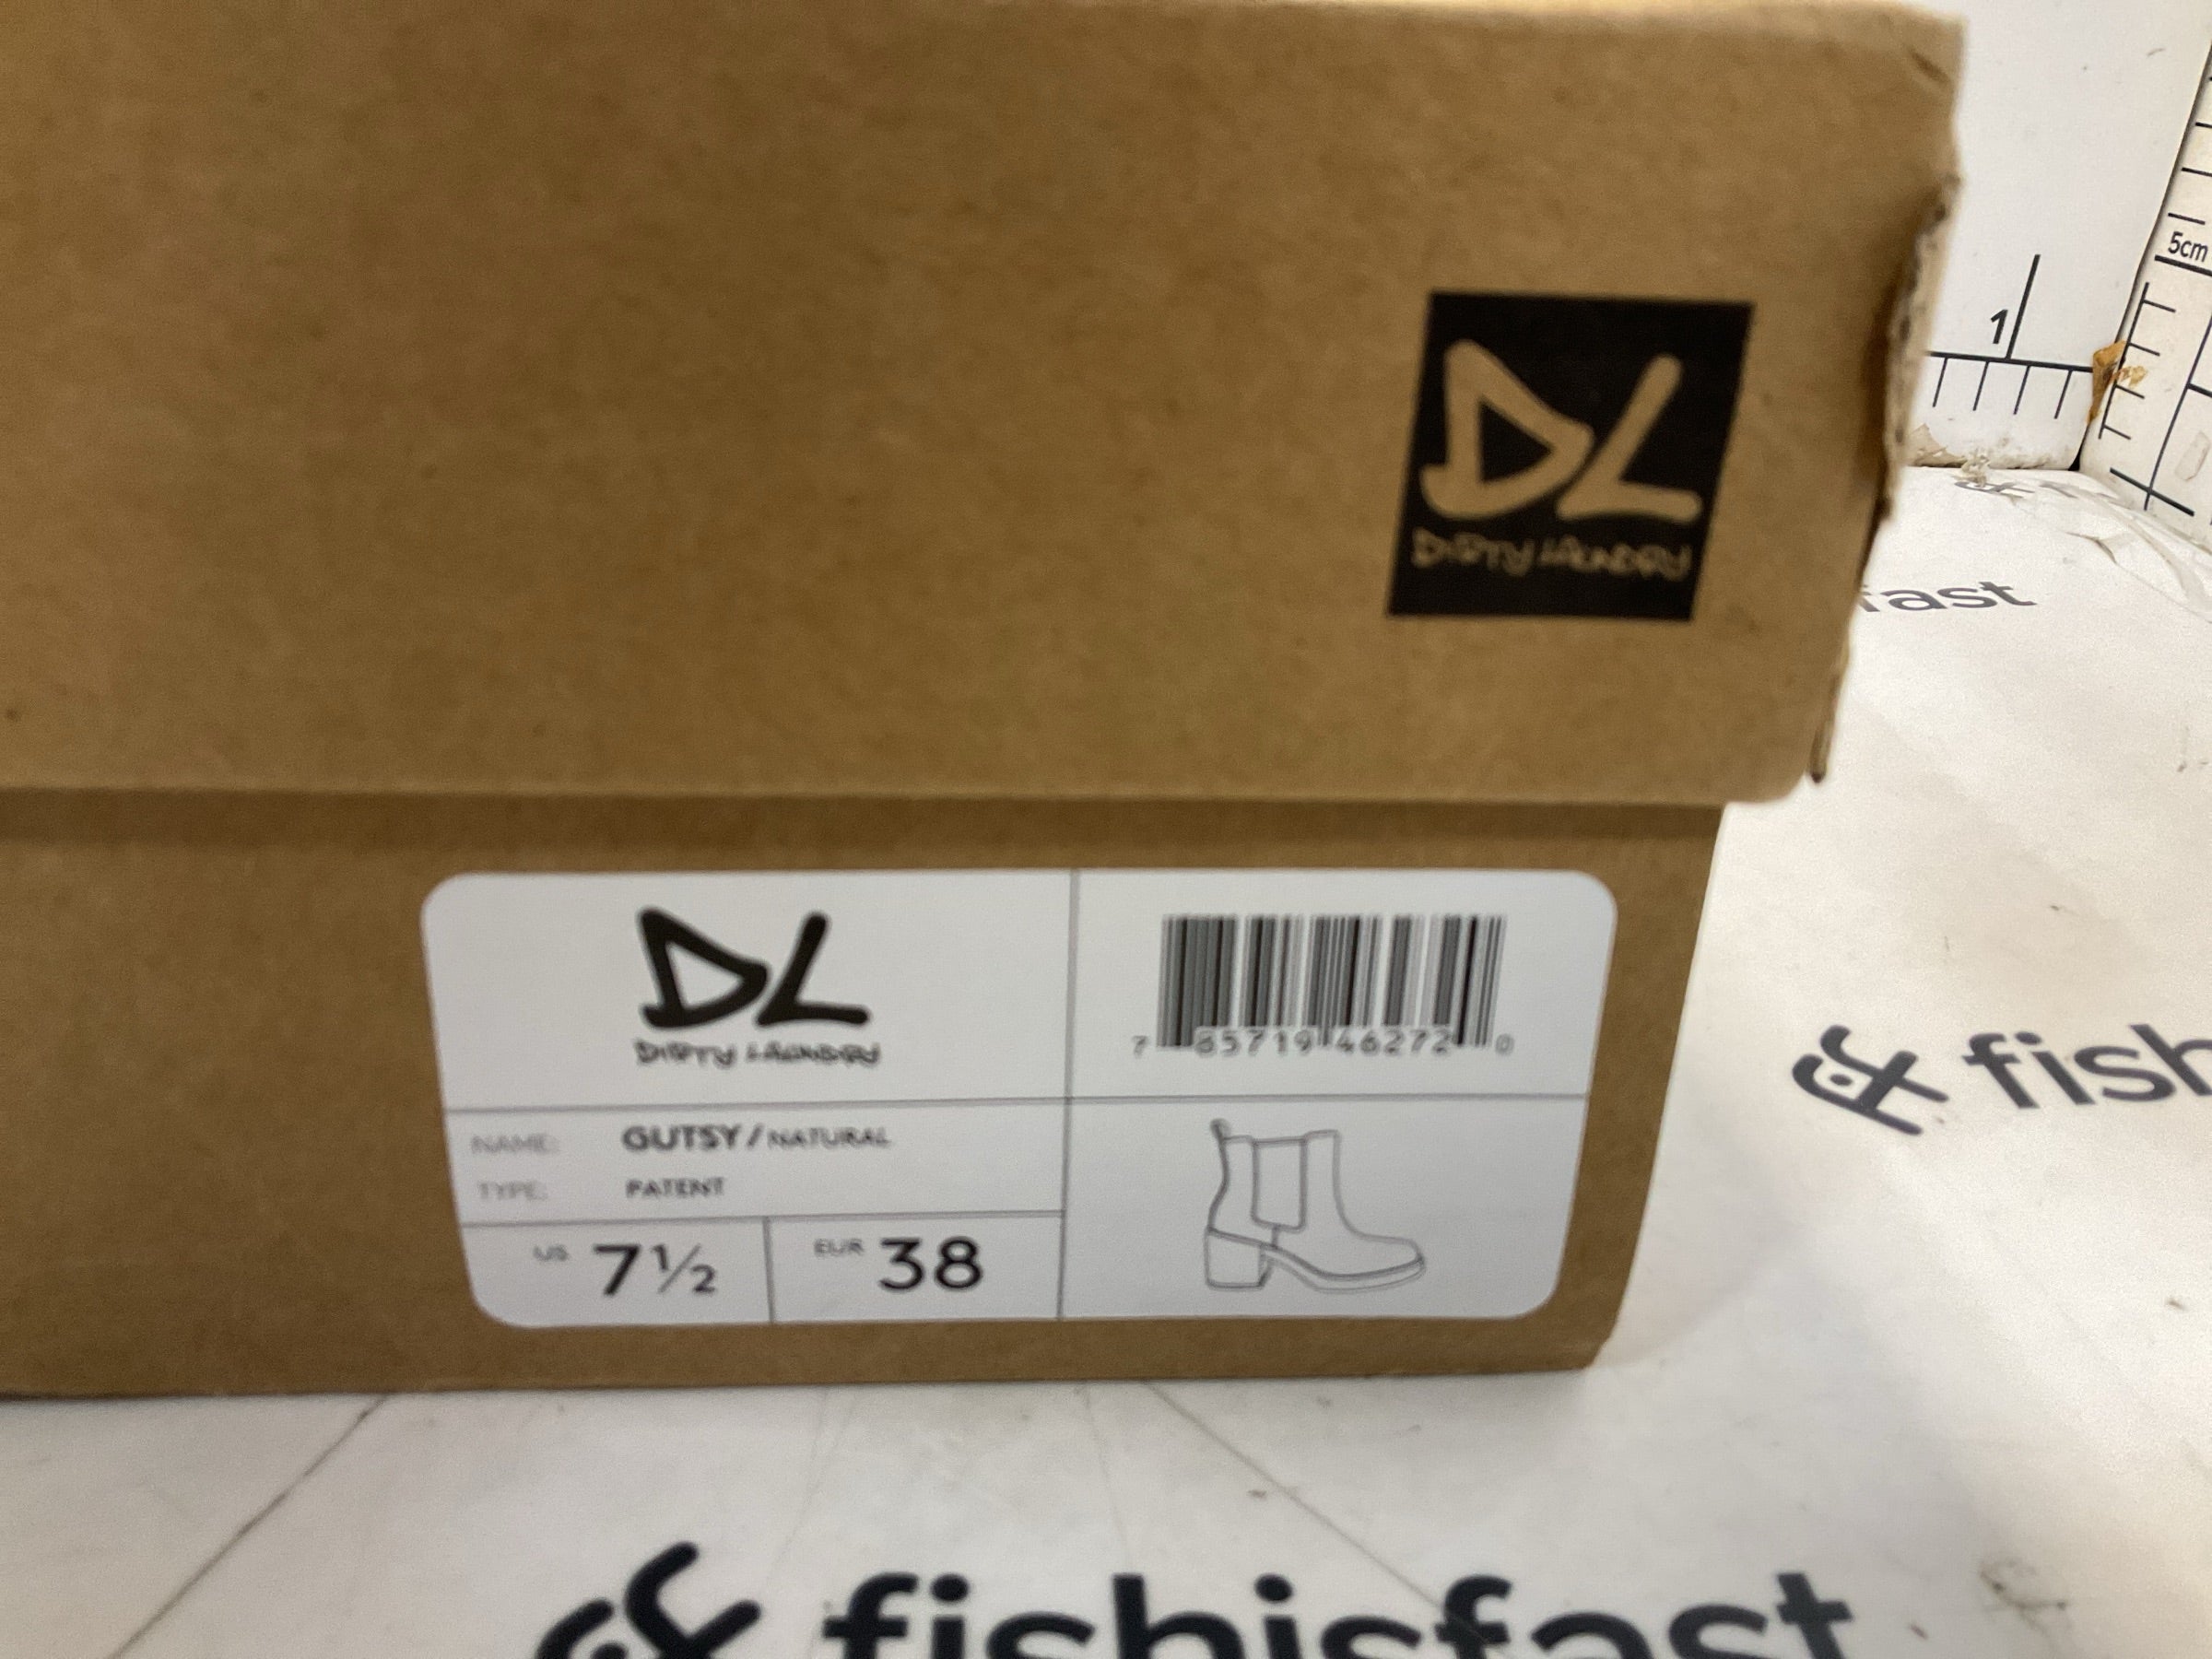 5cm
1
DL
DIRTY LAUNDRY
fast
DL
DIRTY LAUNDRY
7 85719 46272 0
fish
NAME: GUTSY / NATURAL
TYPE: PATENT
US 7½ EUR 38
fishisfast